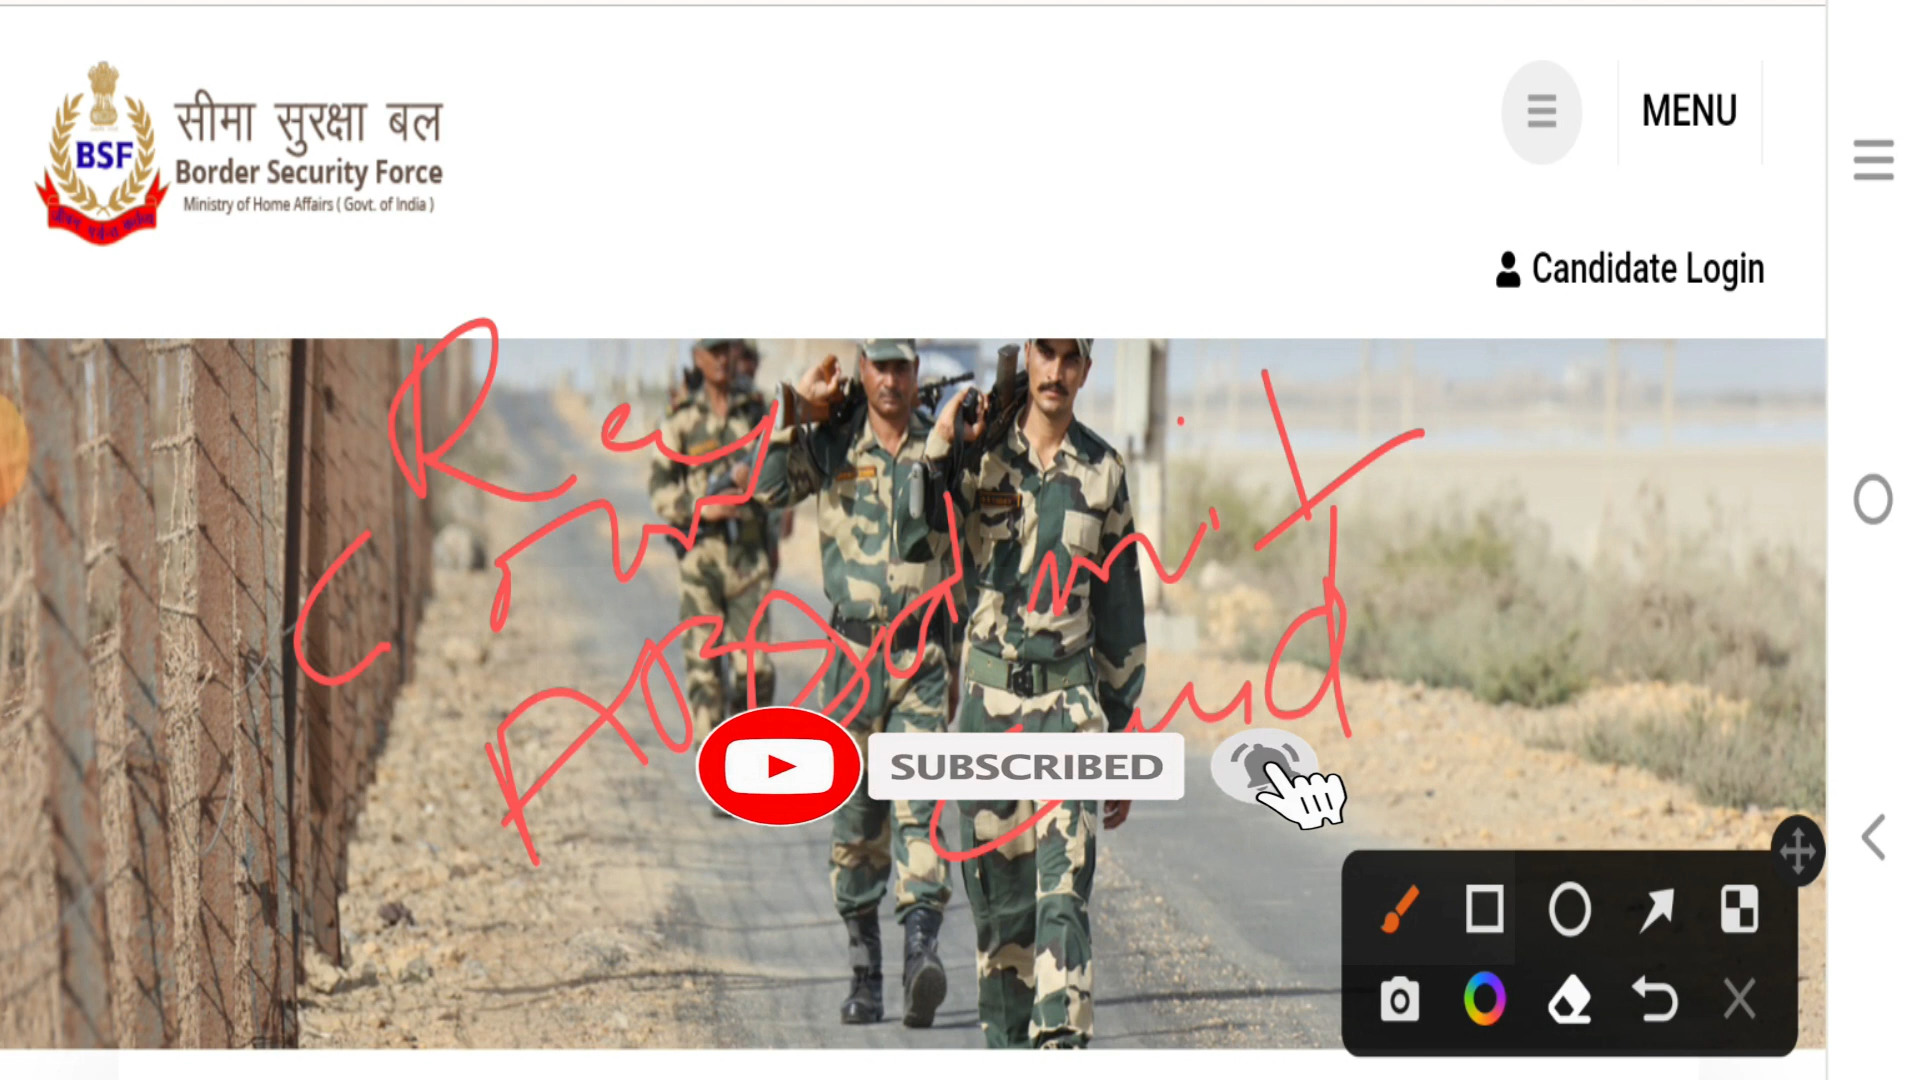 सीमा सुरक्षा बल
BSF
Border Security Force
Ministry of Home Affairs ( Govt. of India )
MENU
Candidate Login
Admit
Card
SUBSCRIBED